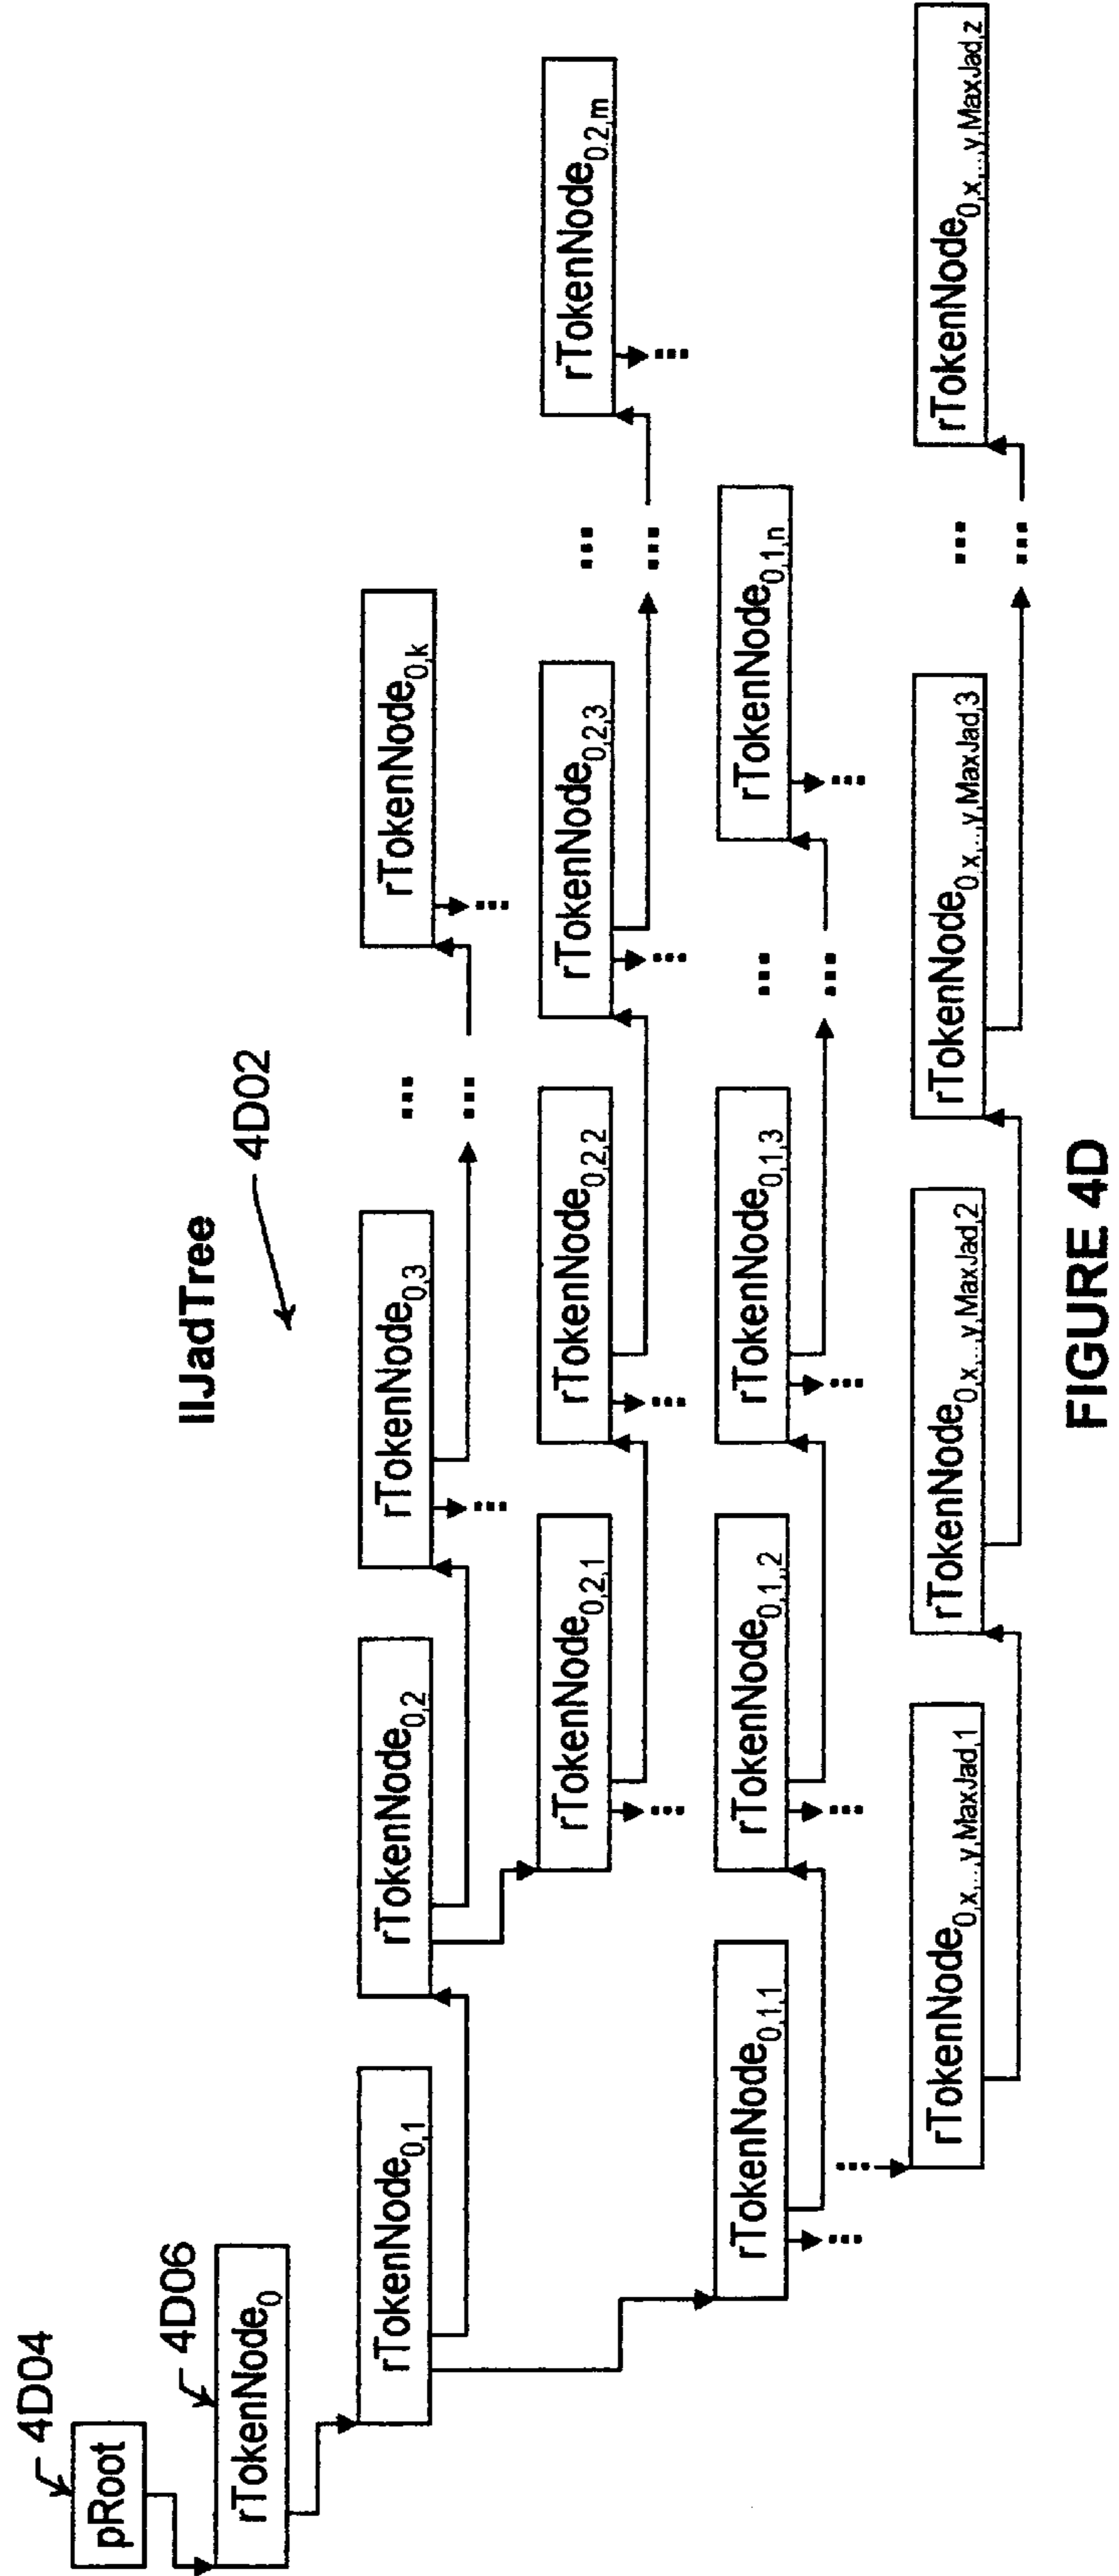 IIJadTree
4D02
4D04
pRoot
4D06
rTokenNode0
rTokenNode0,1
rTokenNode0,2
rTokenNode0,3
...
rTokenNode0,k
...
...
...
rTokenNode0,2,1
rTokenNode0,2,2
rTokenNode0,2,3
...
rTokenNode0.2,m
...
...
...
...
...
rTokenNode0,1,1
rTokenNode0,1,,2
rTokenNode0,1,3
...
rTokenNode0,1,n
...
...
...
...
...
...
rTokenNode0,x,...,y,MaxJad,1
rTokenNode0,x,...,y,MaxJad,2
rTokenNode0 x,...,y,MaxJad,3
...
rTokenNode0,x,...,y,MaxJad,z
...
FIGURE 4D